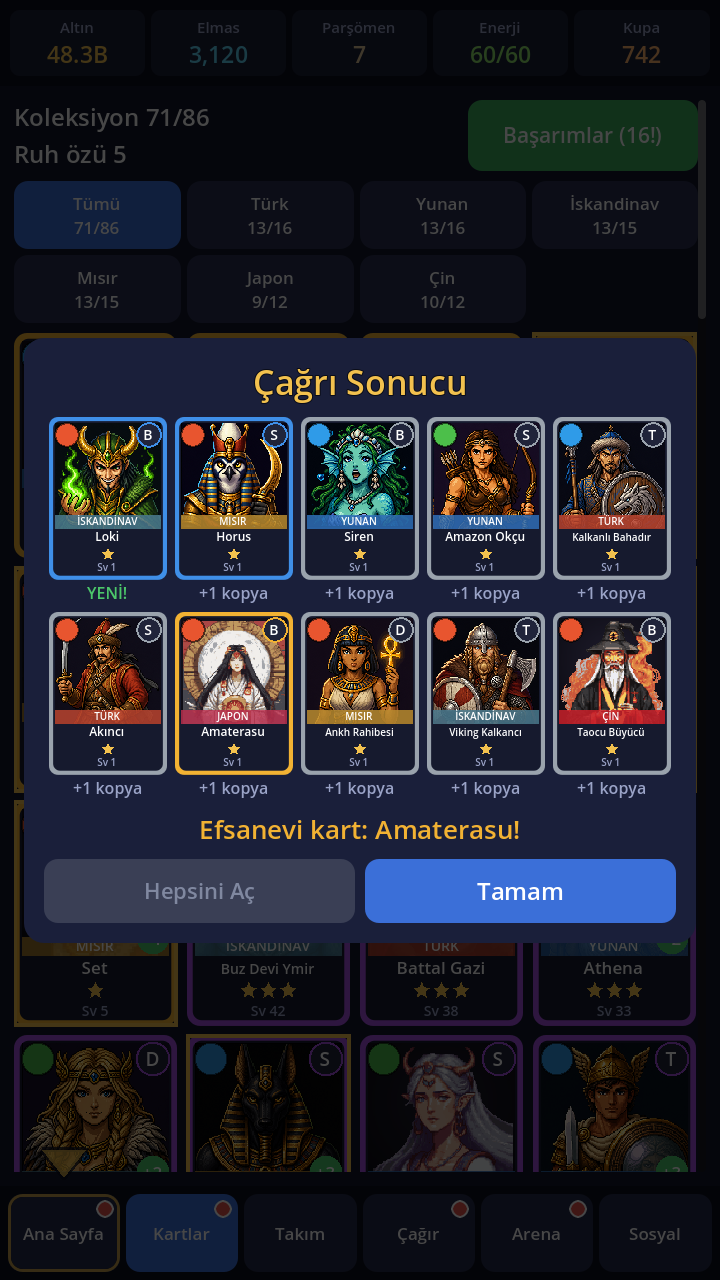 Altın
48.3B
Elmas
3,120
Parşömen
7
Enerji
60/60
Kupa
742
Koleksiyon 71/86
Ruh özü 5
Başarımlar (16!)
Tümü
71/86
Türk
13/16
Yunan
13/16
İskandinav
13/15
Mısır
13/15
Japon
9/12
Çin
10/12
Çağrı Sonucu
B
İSKANDİNAV
Loki
Sv 1
YENİ!
S
MISIR
Horus
Sv 1
+1 kopya
B
YUNAN
Siren
Sv 1
+1 kopya
S
YUNAN
Amazon Okçu
Sv 1
+1 kopya
T
TÜRK
Kalkanlı Bahadır
Sv 1
+1 kopya
S
TÜRK
Akıncı
Sv 1
+1 kopya
B
JAPON
Amaterasu
Sv 1
+1 kopya
D
MISIR
Ankh Rahibesi
Sv 1
+1 kopya
T
İSKANDİNAV
Viking Kalkancı
Sv 1
+1 kopya
B
ÇİN
Taocu Büyücü
Sv 1
+1 kopya
Efsanevi kart: Amaterasu!
Hepsini Aç
Tamam
MISIR
Set
Sv 5
İSKANDİNAV
Buz Devi Ymir
Sv 42
TÜRK
Battal Gazi
Sv 38
YUNAN
Athena
Sv 33
D
S
S
T
Ana Sayfa
Kartlar
Takım
Çağır
Arena
Sosyal